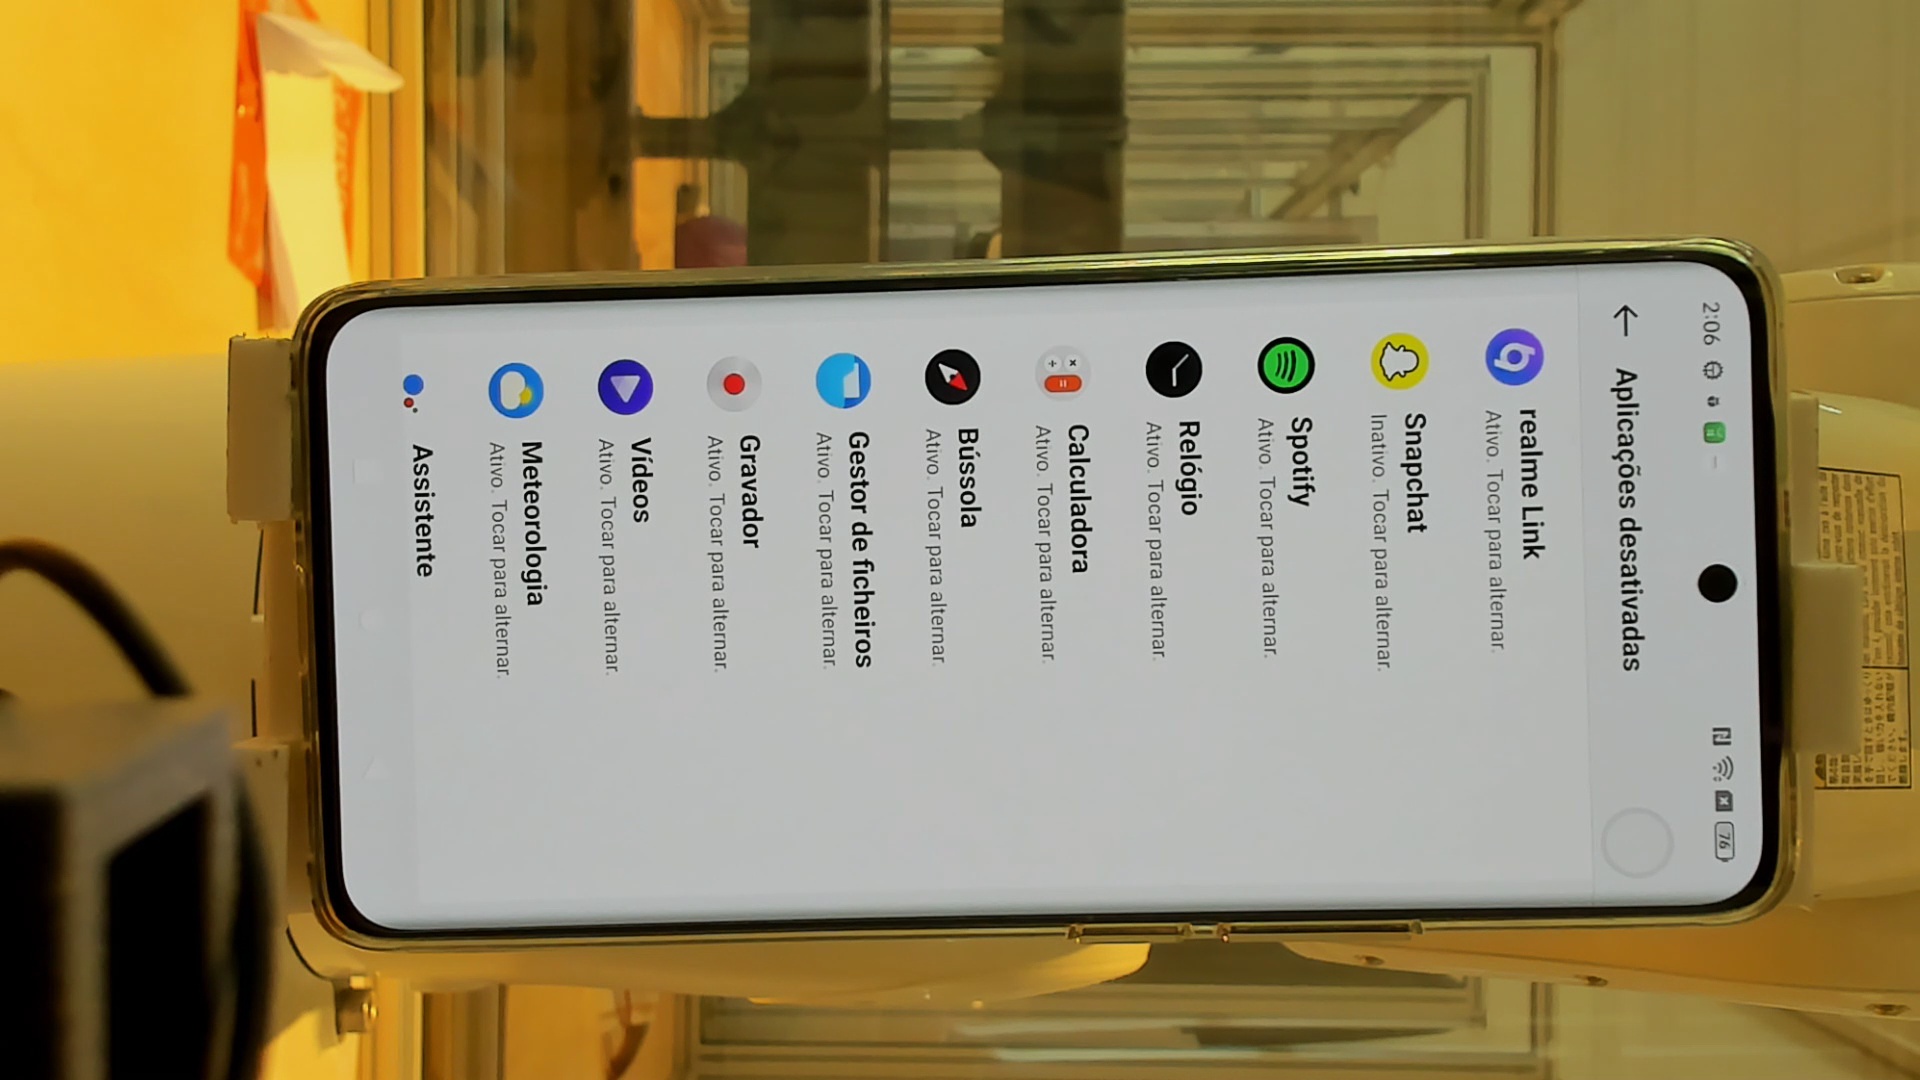 2:06
76
← Aplicações desativadas
realme Link
Ativo. Tocar para alternar.
Snapchat
Inativo. Tocar para alternar.
Spotify
Ativo. Tocar para alternar.
Relógio
Ativo. Tocar para alternar.
Calculadora
Ativo. Tocar para alternar.
Bússola
Ativo. Tocar para alternar.
Gestor de ficheiros
Ativo. Tocar para alternar.
Gravador
Ativo. Tocar para alternar.
Vídeos
Ativo. Tocar para alternar.
Meteorologia
Ativo. Tocar para alternar.
Assistente